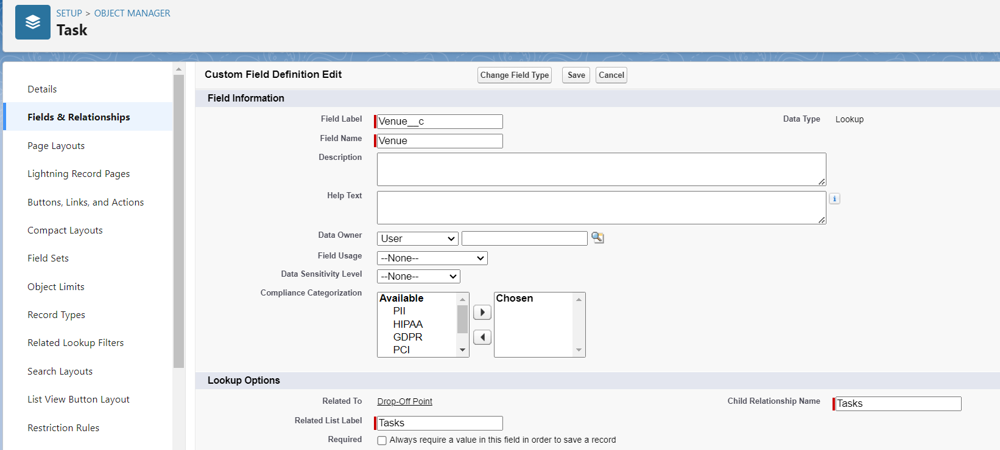 SETUP > OBJECT MANAGER
Task
Details
Fields & Relationships
Page Layouts
Lightning Record Pages
Buttons, Links, and Actions
Compact Layouts
Field Sets
Object Limits
Record Types
Related Lookup Filters
Search Layouts
List View Button Layout
Restriction Rules
Custom Field Definition Edit
Change Field Type Save Cancel
Field Information
Field Label Venue__c Data Type Lookup
Field Name Venue
Description
Help Text
i
Data Owner User
Field Usage --None--
Data Sensitivity Level --None--
Compliance Categorization
Available Chosen
PII
HIPAA
GDPR
PCI
Lookup Options
Related To Drop-Off Point Child Relationship Name Tasks
Related List Label Tasks
Required Always require a value in this field in order to save a record